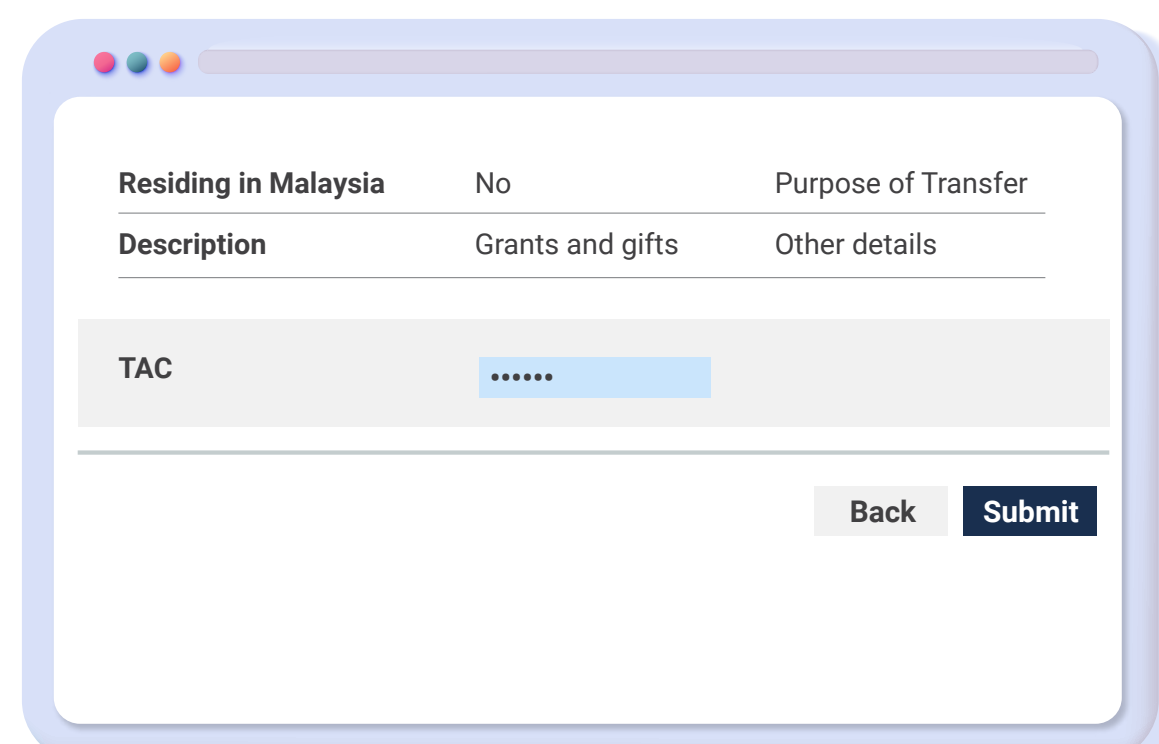 Residing in Malaysia No Purpose of Transfer
Description Grants and gifts Other details
TAC ••••••
Back Submit